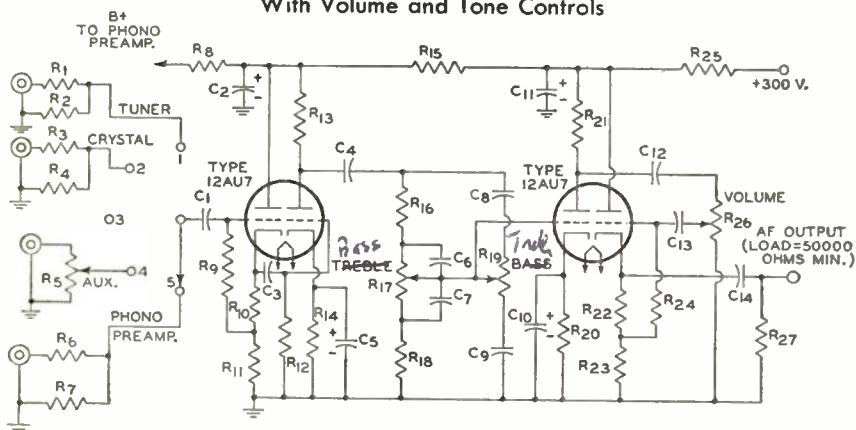 With Volume and Tone Controls
B+
TO PHONO
PREAMP.
R8
R15
R25
+300 V.
R1
R2
TUNER
1
C2
+
-
R13
C11
+
-
R21
R3
CRYSTAL
2
R4
TYPE
12AU7
C4
TYPE
12AU7
C12
VOLUME
R26
3
C1
R16
C8
C13
AF OUTPUT
(LOAD=50000
OHMS MIN.)
R5
4
AUX.
5
R9
C3
Bass
TREBLE
R17
C6
C7
R19
BASS
C14
PHONO
PREAMP.
R10
R14
+
-
C5
C10
+
-
R20
R22
R24
R6
R7
R11
R12
R18
C9
R23
R27